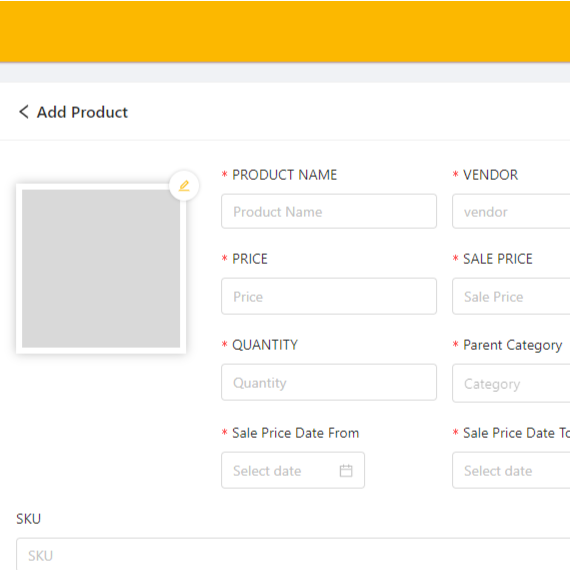 Add Product
* PRODUCT NAME
* VENDOR
Product Name
vendor
* PRICE
* SALE PRICE
Price
Sale Price
* QUANTITY
* Parent Category
Quantity
Category
* Sale Price Date From
* Sale Price Date To
Select date
Select date
SKU
SKU